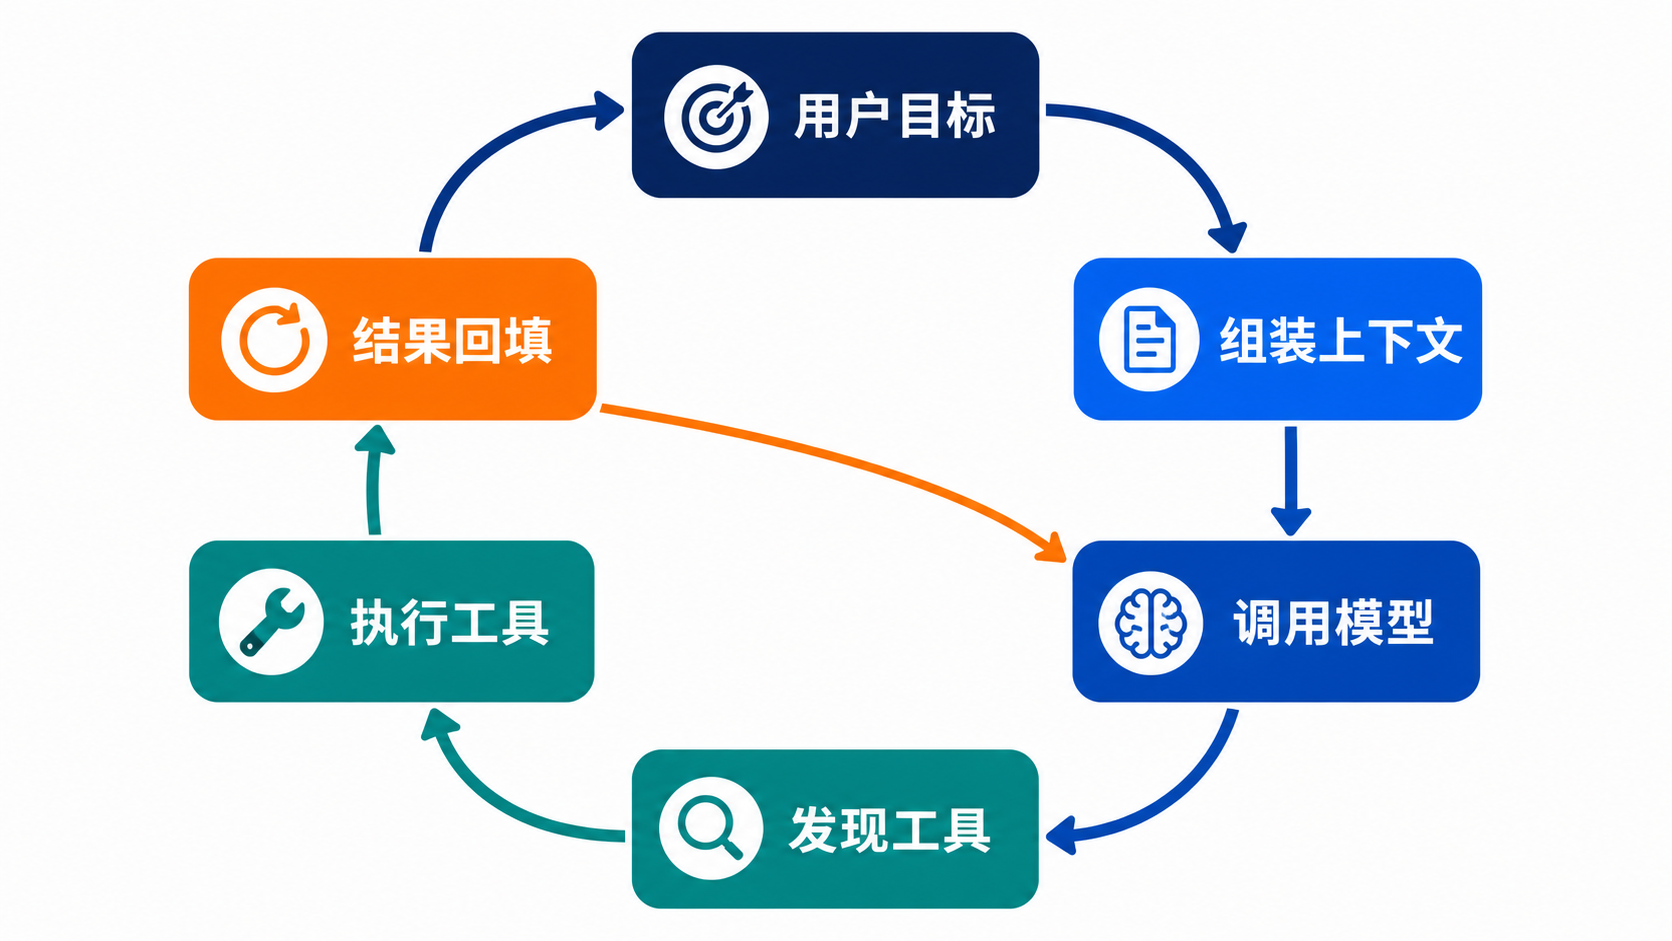 用户目标
结果回填
组装上下文
执行工具
调用模型
发现工具